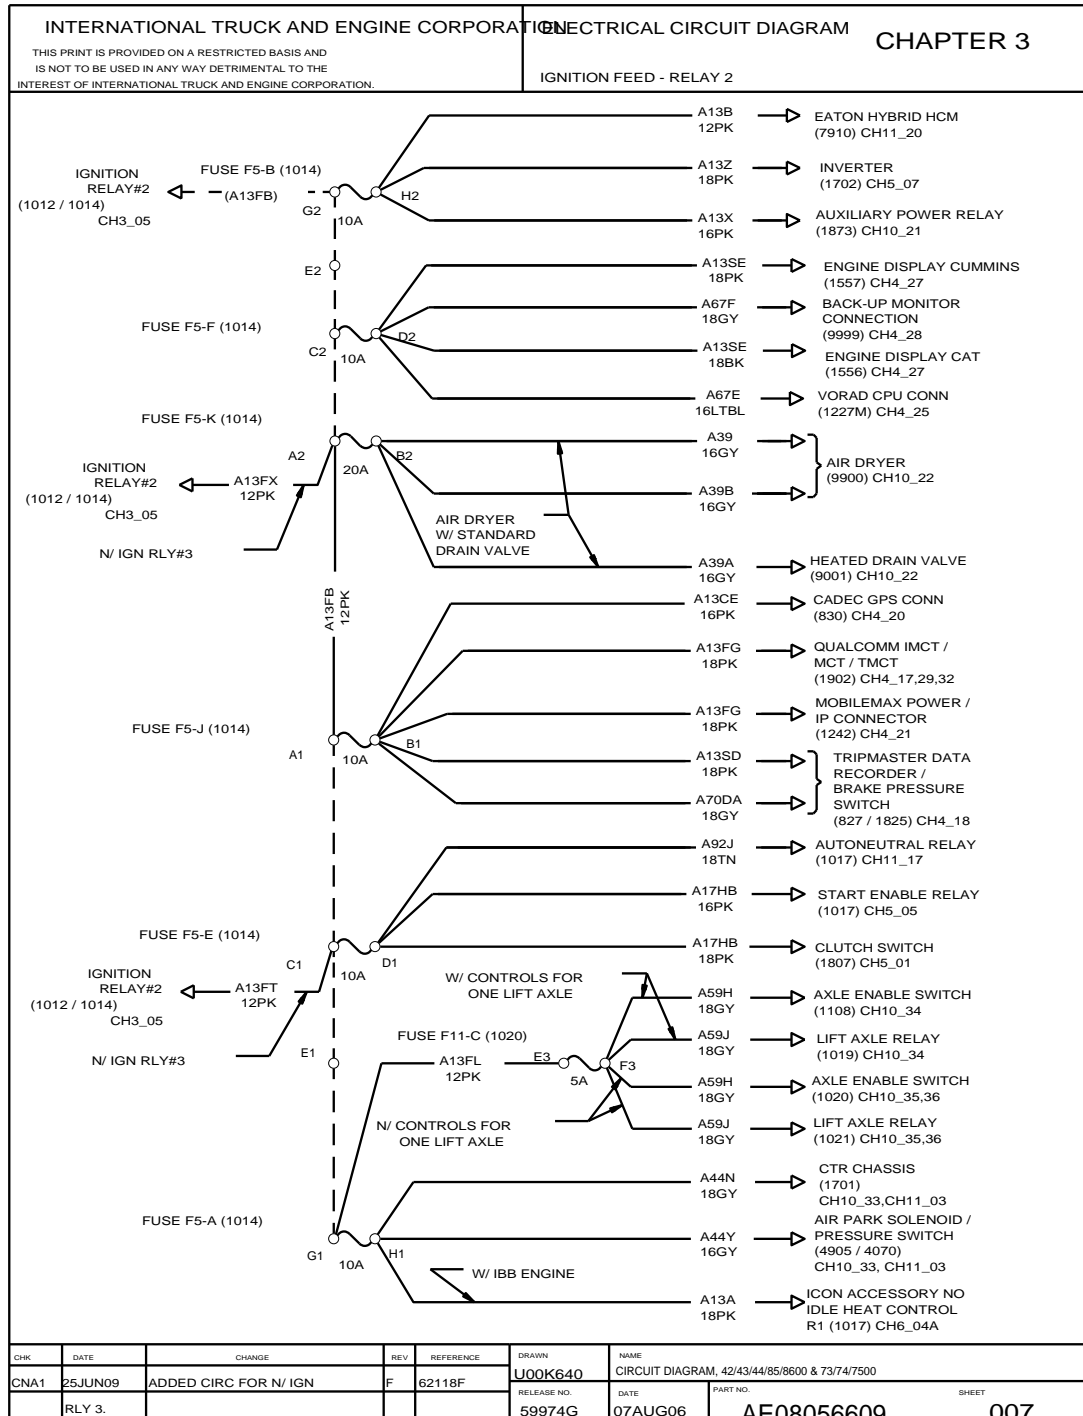 INTERNATIONAL TRUCK AND ENGINE CORPORATION
THIS PRINT IS PROVIDED ON A RESTRICTED BASIS AND
IS NOT TO BE USED IN ANY WAY DETRIMENTAL TO THE
INTEREST OF INTERNATIONAL TRUCK AND ENGINE CORPORATION.
ELECTRICAL CIRCUIT DIAGRAM
CHAPTER 3
IGNITION FEED - RELAY 2
IGNITION
RELAY#2
(1012 / 1014)
CH3_05
(A13FB)
FUSE F5-B (1014)
G2
10A
H2
A13B
12PK
EATON HYBRID HCM
(7910) CH11_20
A13Z
18PK
INVERTER
(1702) CH5_07
A13X
16PK
AUXILIARY POWER RELAY
(1873) CH10_21
E2
FUSE F5-F (1014)
C2
10A
D2
A13SE
18PK
ENGINE DISPLAY CUMMINS
(1557) CH4_27
A67F
18GY
BACK-UP MONITOR
CONNECTION
(9999) CH4_28
A13SE
18BK
ENGINE DISPLAY CAT
(1556) CH4_27
A67E
16LTBL
VORAD CPU CONN
(1227M) CH4_25
FUSE F5-K (1014)
A2
20A
B2
IGNITION
RELAY#2
(1012 / 1014)
CH3_05
A13FX
12PK
N/ IGN RLY#3
A39
16GY
A39B
16GY
AIR DRYER
(9900) CH10_22
AIR DRYER
W/ STANDARD
DRAIN VALVE
A39A
16GY
HEATED DRAIN VALVE
(9001) CH10_22
A13FB
12PK
FUSE F5-J (1014)
A1
10A
B1
A13CE
16PK
CADEC GPS CONN
(830) CH4_20
A13FG
18PK
QUALCOMM IMCT /
MCT / TMCT
(1902) CH4_17,29,32
A13FG
18PK
MOBILEMAX POWER /
IP CONNECTOR
(1242) CH4_21
A13SD
18PK
A70DA
18GY
TRIPMASTER DATA
RECORDER /
BRAKE PRESSURE
SWITCH
(827 / 1825) CH4_18
FUSE F5-E (1014)
C1
10A
D1
A92J
18TN
AUTONEUTRAL RELAY
(1017) CH11_17
A17HB
16PK
START ENABLE RELAY
(1017) CH5_05
A17HB
18PK
CLUTCH SWITCH
(1807) CH5_01
IGNITION
RELAY#2
(1012 / 1014)
CH3_05
A13FT
12PK
N/ IGN RLY#3
E1
W/ CONTROLS FOR
ONE LIFT AXLE
FUSE F11-C (1020)
A13FL
12PK
E3
5A
F3
N/ CONTROLS FOR
ONE LIFT AXLE
A59H
18GY
AXLE ENABLE SWITCH
(1108) CH10_34
A59J
18GY
LIFT AXLE RELAY
(1019) CH10_34
A59H
18GY
AXLE ENABLE SWITCH
(1020) CH10_35,36
A59J
18GY
LIFT AXLE RELAY
(1021) CH10_35,36
FUSE F5-A (1014)
G1
10A
H1
W/ IBB ENGINE
A44N
18GY
CTR CHASSIS
(1701)
CH10_33,CH11_03
A44Y
16GY
AIR PARK SOLENOID /
PRESSURE SWITCH
(4905 / 4070)
CH10_33, CH11_03
A13A
18PK
ICON ACCESSORY NO
IDLE HEAT CONTROL
R1 (1017) CH6_04A
CHK DATE CHANGE REV REFERENCE
CNA1 25JUN09 ADDED CIRC FOR N/ IGN F 62118F
RLY 3.
DRAWN
U00K640
NAME
CIRCUIT DIAGRAM, 42/43/44/85/8600 & 73/74/7500
RELEASE NO.
59974G
DATE
07AUG06
PART NO.
AE08056609
SHEET
007